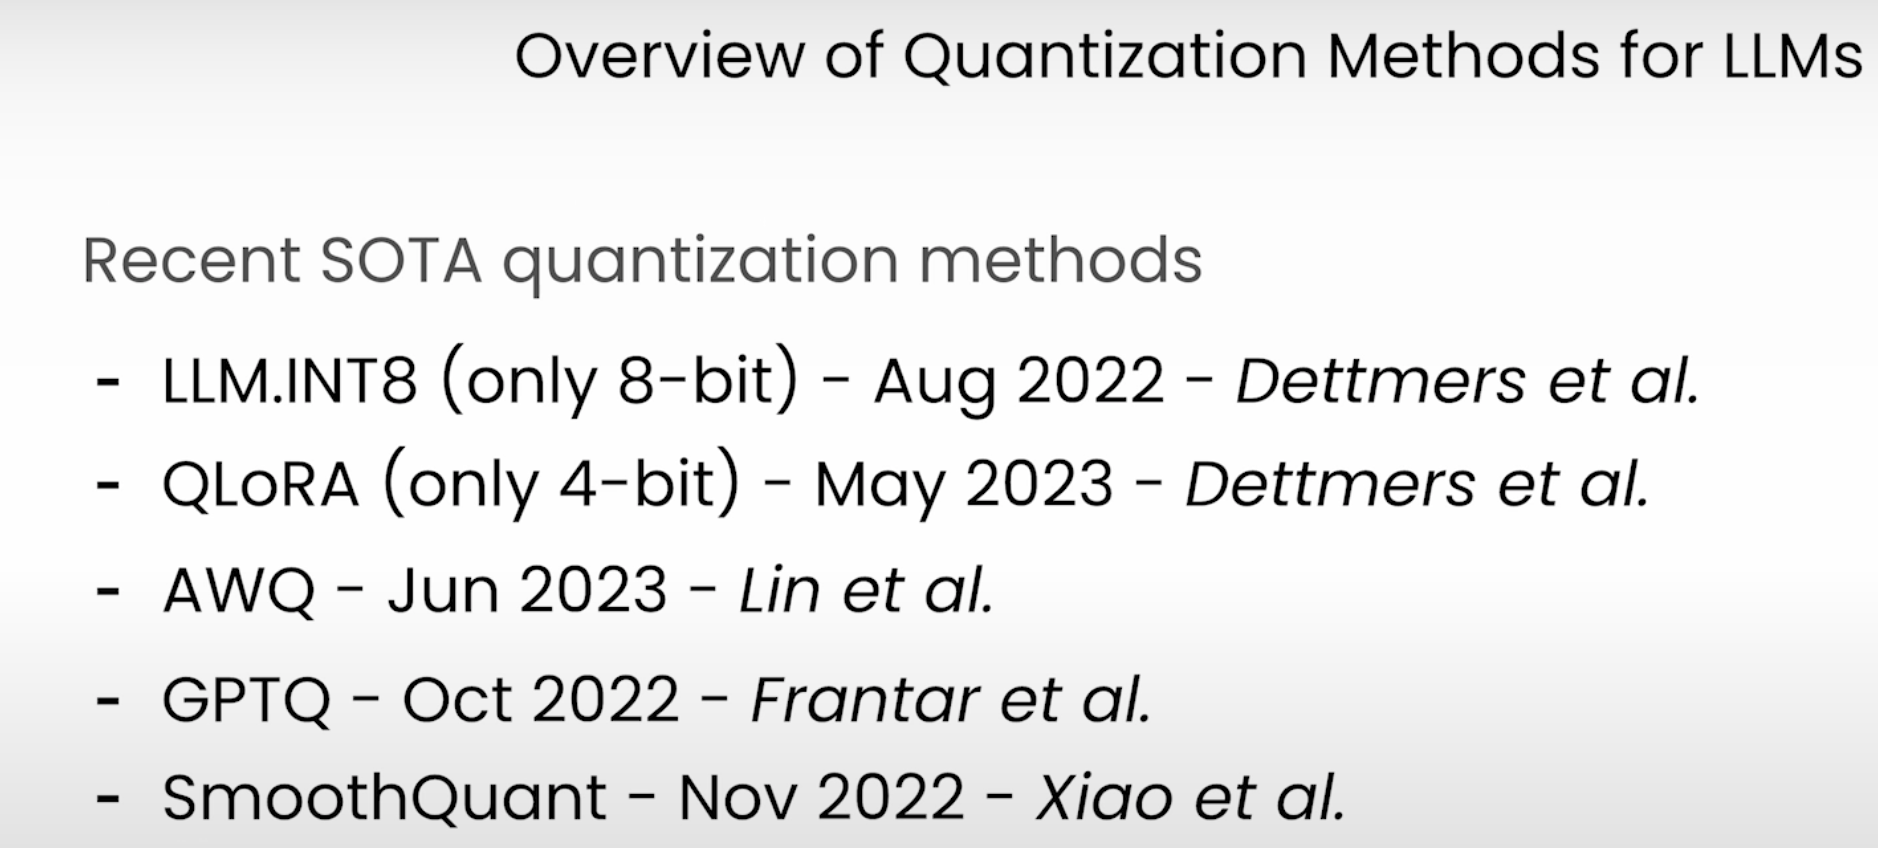 Overview of Quantization Methods for LLMs
Recent SOTA quantization methods
- LLM.INT8 (only 8-bit) - Aug 2022 - Dettmers et al.
- QLoRA (only 4-bit) - May 2023 - Dettmers et al.
- AWQ - Jun 2023 - Lin et al.
- GPTQ - Oct 2022 - Frantar et al.
- SmoothQuant - Nov 2022 - Xiao et al.